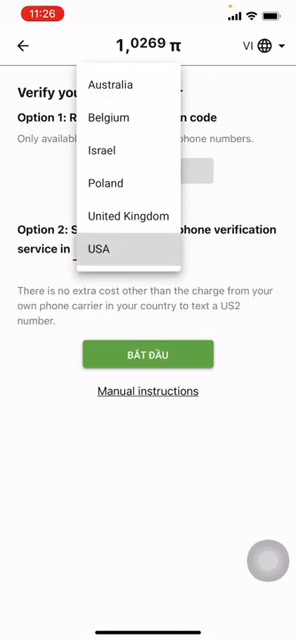 11:26
1,0269 π
VI
Verify you
Option 1: R n code
Only availab phone numbers.
Australia
Belgium
Israel
Poland
United Kingdom
USA
Option 2: S phone verification
service in
There is no extra cost other than the charge from your
own phone carrier in your country to text a US2
number.
BẮT ĐẦU
Manual instructions